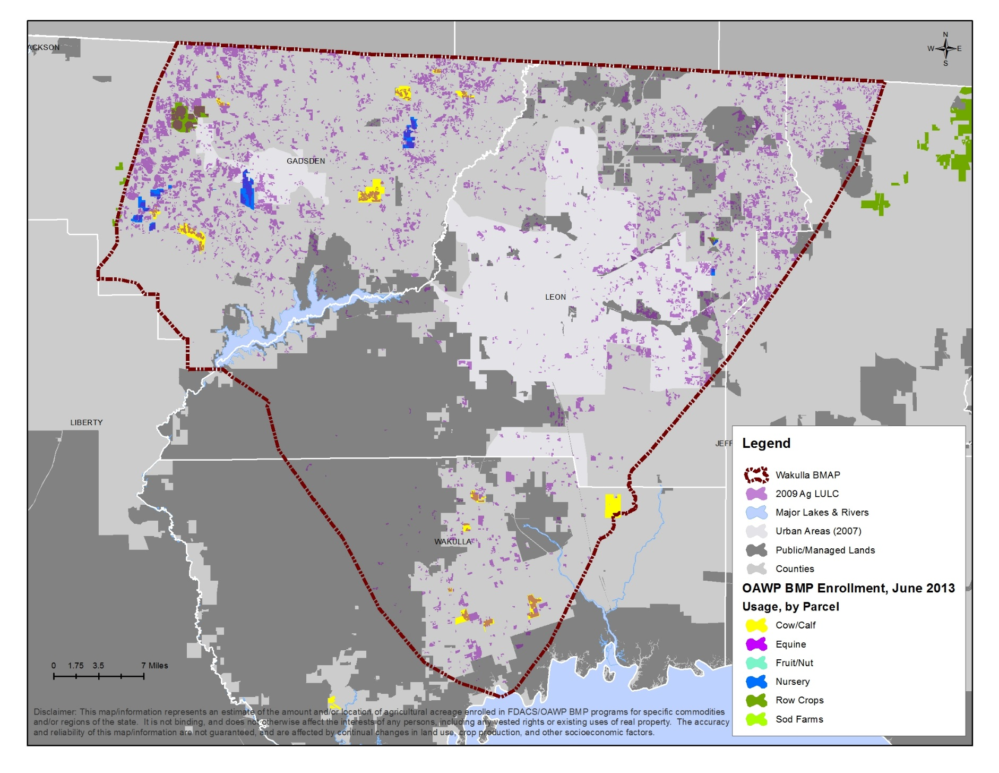 ACKSON
N
W E
S
GADSDEN
LEON
LIBERTY
JEFF
WAKULLA
Legend
Wakulla BMAP
2009 Ag LULC
Major Lakes & Rivers
Urban Areas (2007)
Public/Managed Lands
Counties
OAWP BMP Enrollment, June 2013
Usage, by Parcel
Cow/Calf
Equine
Fruit/Nut
Nursery
Row Crops
Sod Farms
0 1.75 3.5 7 Miles
Disclaimer: This map/information represents an estimate of the amount and/or location of agricultural acreage enrolled in FDACS/OAWP BMP programs for specific commodities
and/or regions of the state. It is not binding, and does not otherwise affect the interests of any persons, including any vested rights or existing uses of real property. The accuracy
and reliability of this map/information are not guaranteed, and are affected by continual changes in land use, crop production, and other socioeconomic factors.